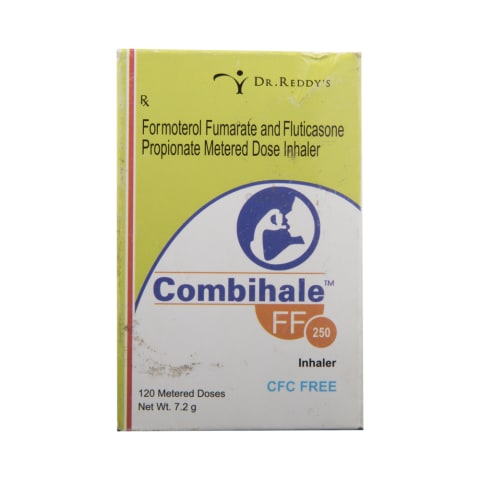 DR.REDDY'S
Rx
Formoterol Fumarate and Fluticasone
Propionate Metered Dose Inhaler
Combihale™
FF 250
Inhaler
CFC FREE
120 Metered Doses
Net Wt. 7.2 g